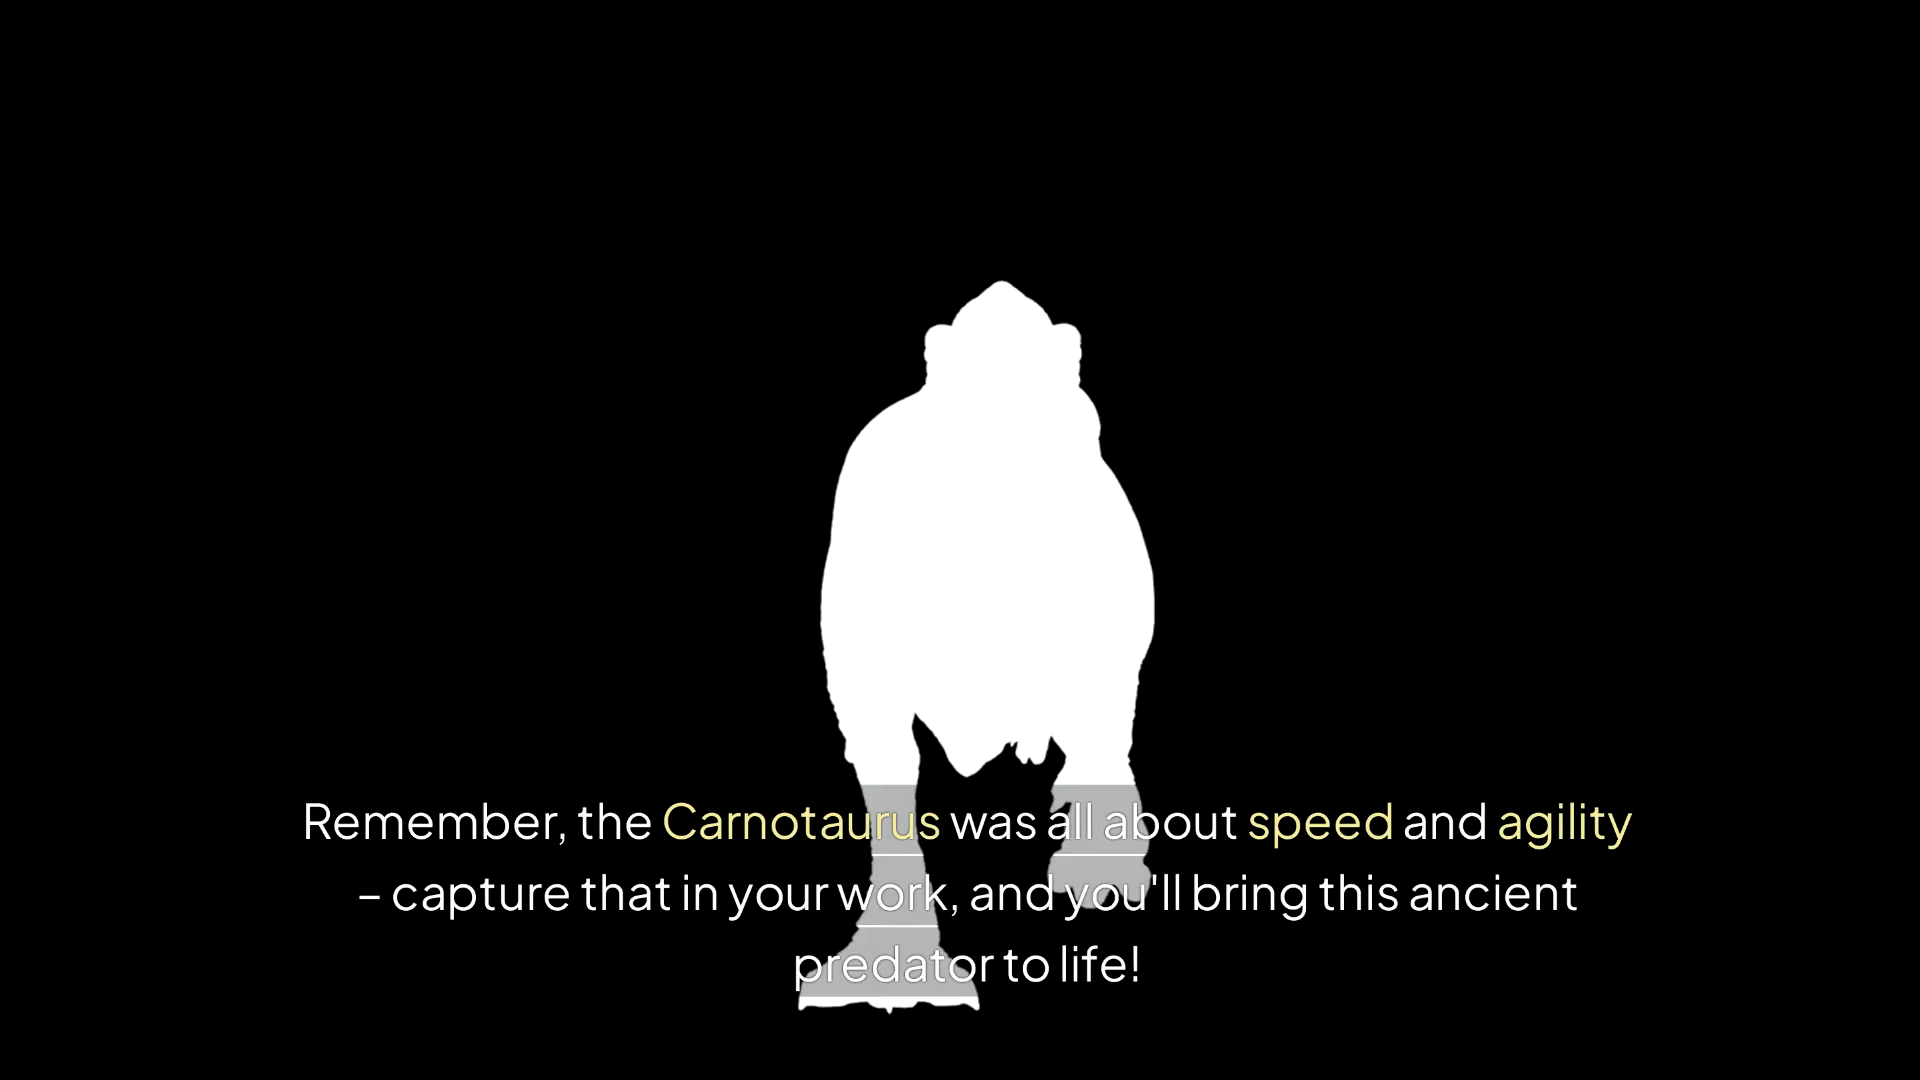 Remember, the Carnotaurus was all about speed and agility
– capture that in your work, and you'll bring this ancient
predator to life!